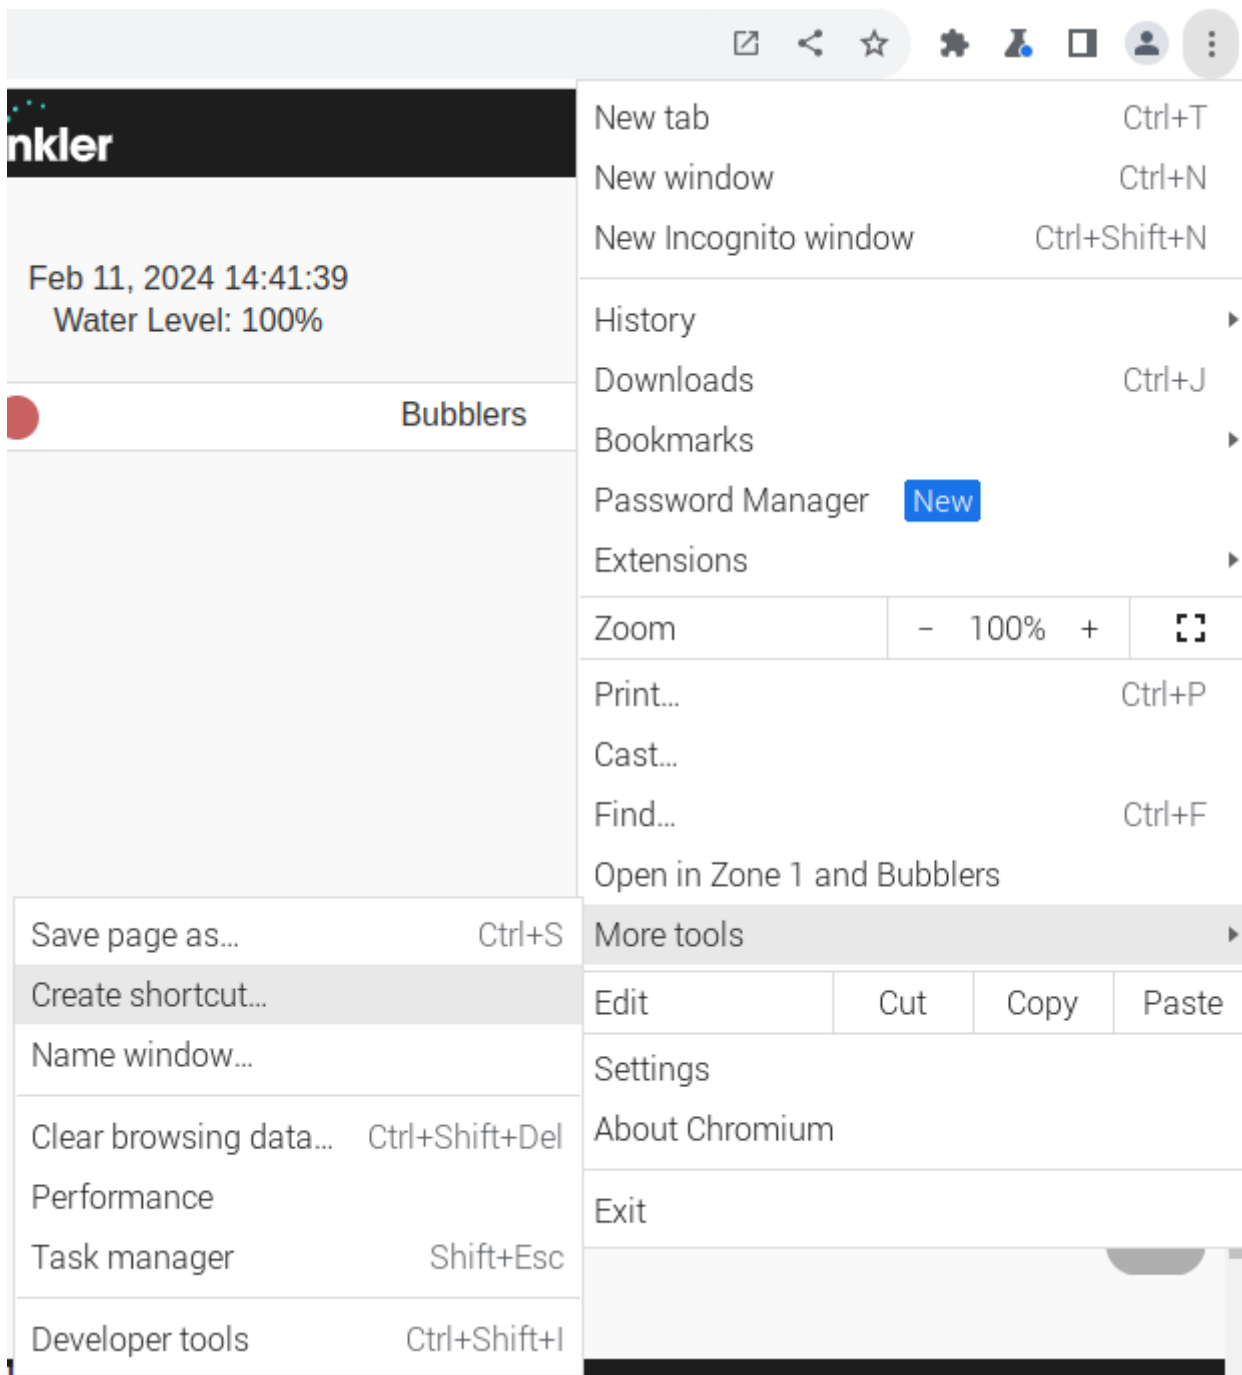 nkler
Feb 11, 2024 14:41:39
Water Level: 100%
Bubblers
New tab Ctrl+T
New window Ctrl+N
New Incognito window Ctrl+Shift+N
History
Downloads Ctrl+J
Bookmarks
Password Manager New
Extensions
Zoom - 100% +
Print... Ctrl+P
Cast...
Find... Ctrl+F
Open in Zone 1 and Bubblers
More tools
Edit Cut Copy Paste
Settings
About Chromium
Exit
Save page as... Ctrl+S
Create shortcut...
Name window...
Clear browsing data... Ctrl+Shift+Del
Performance
Task manager Shift+Esc
Developer tools Ctrl+Shift+I